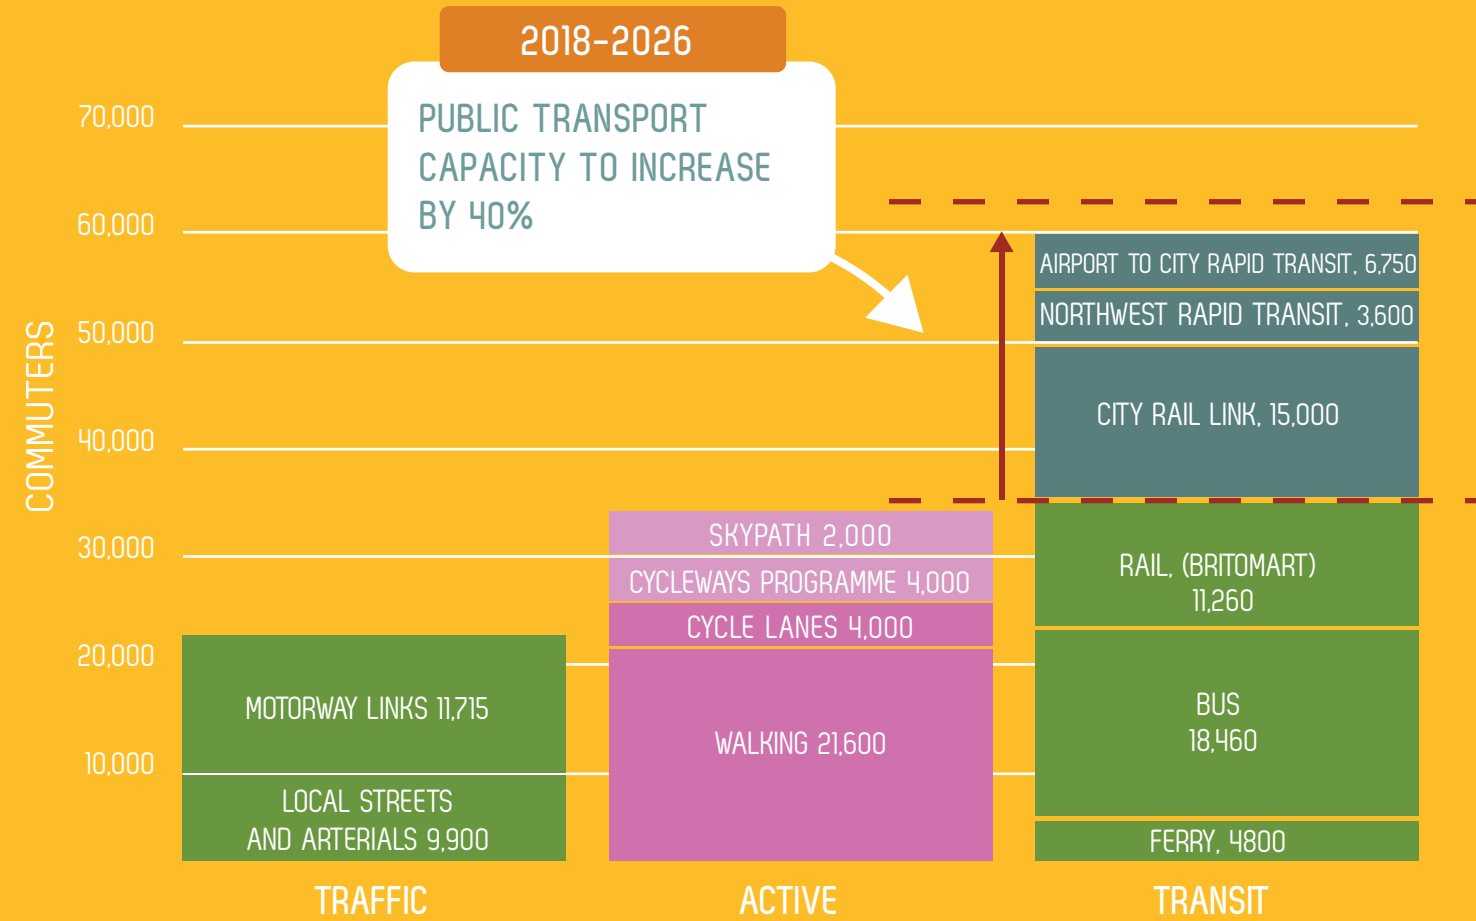 2018-2026
PUBLIC TRANSPORT
CAPACITY TO INCREASE
BY 40%
COMMUTERS
70,000
60,000
50,000
40,000
30,000
20,000
10,000
MOTORWAY LINKS 11,715
LOCAL STREETS
AND ARTERIALS 9,900
TRAFFIC
SKYPATH 2,000
CYCLEWAYS PROGRAMME 4,000
CYCLE LANES 4,000
WALKING 21,600
ACTIVE
AIRPORT TO CITY RAPID TRANSIT, 6,750
NORTHWEST RAPID TRANSIT, 3,600
CITY RAIL LINK, 15,000
RAIL, (BRITOMART)
11,260
BUS
18,460
FERRY, 4800
TRANSIT